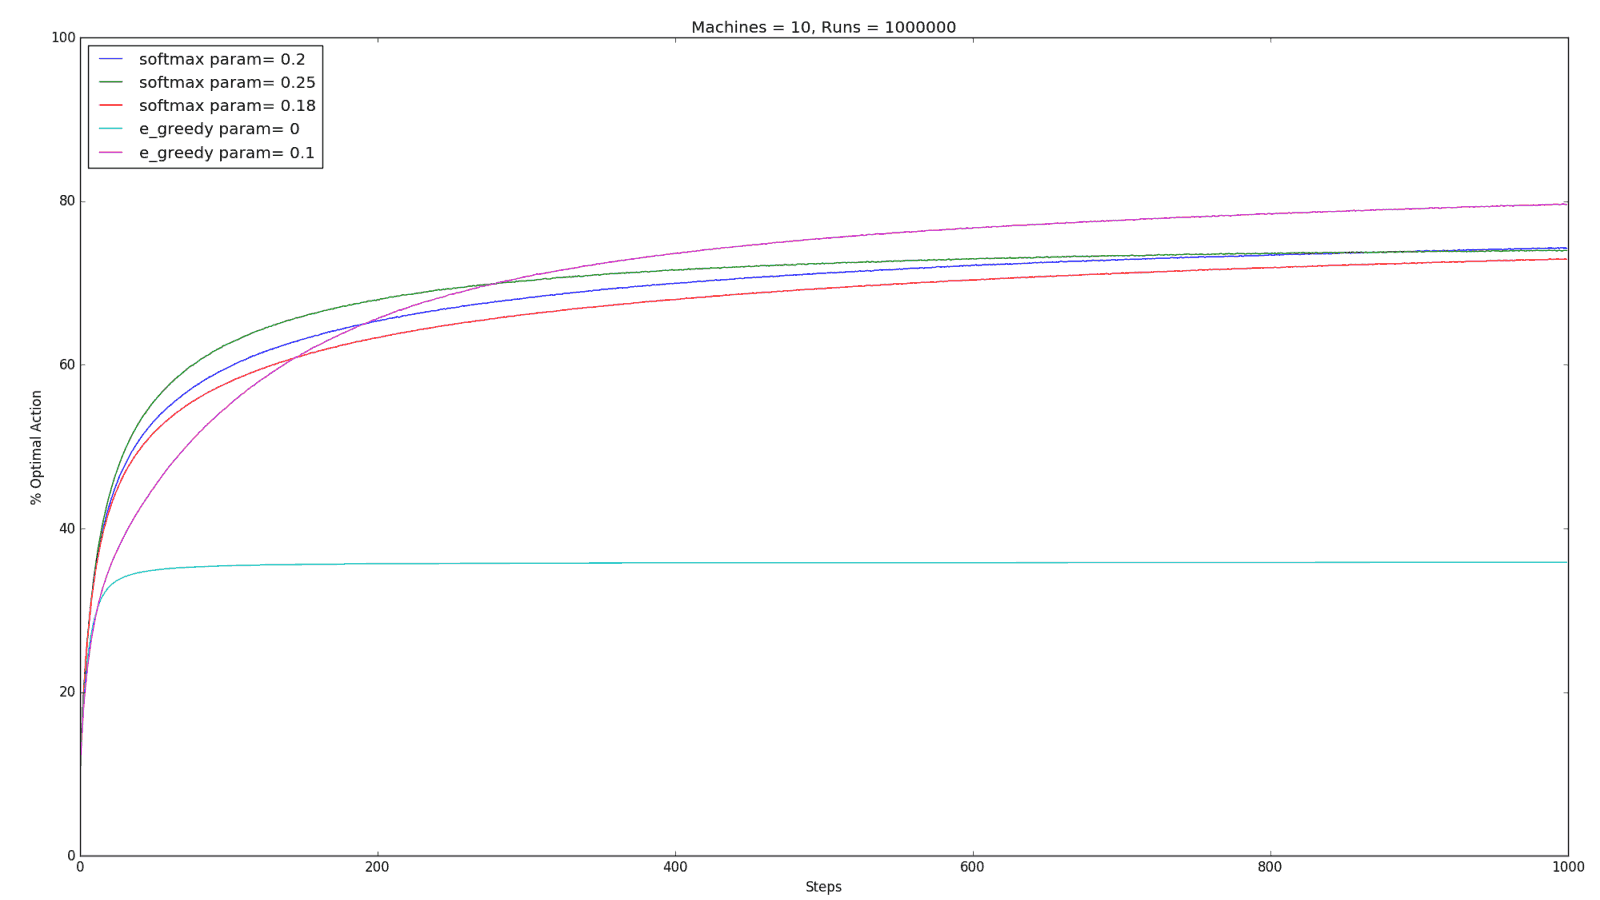 Machines = 10, Runs = 1000000
100
80
60
40
20
0
softmax param= 0.2
softmax param= 0.25
softmax param= 0.18
e_greedy param= 0
e_greedy param= 0.1
% Optimal Action
0 200 400 600 800 1000
Steps